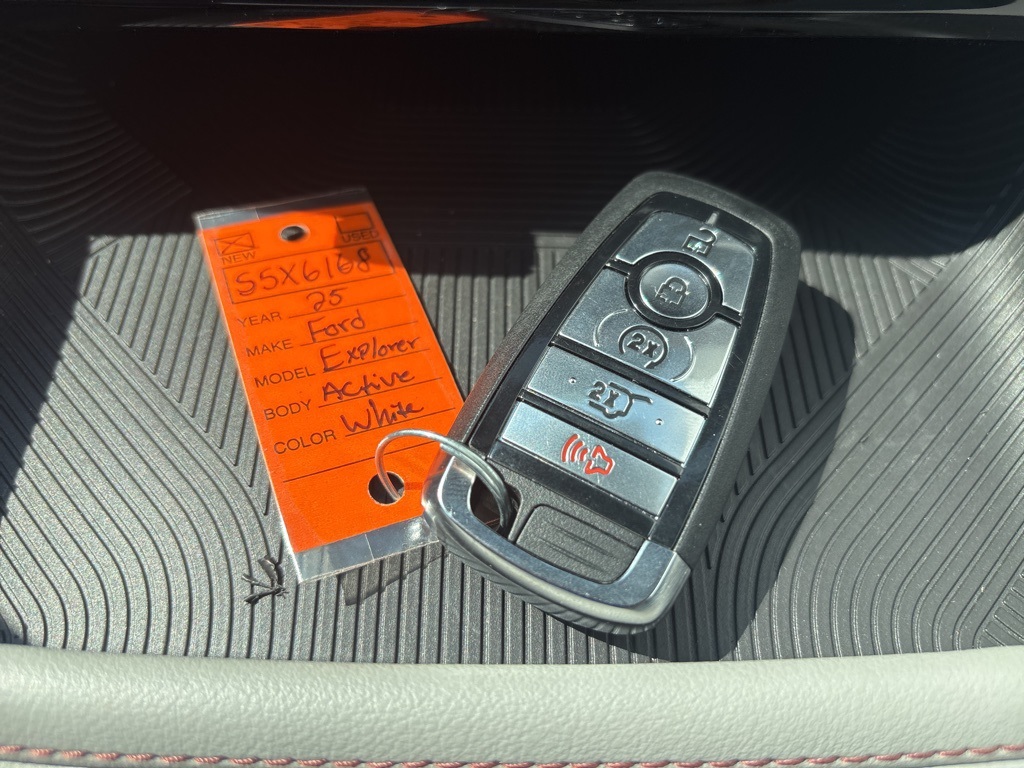 NEW USED
S5X6168
YEAR 25
MAKE Ford
MODEL Explorer
BODY Active
COLOR White
2X
2X